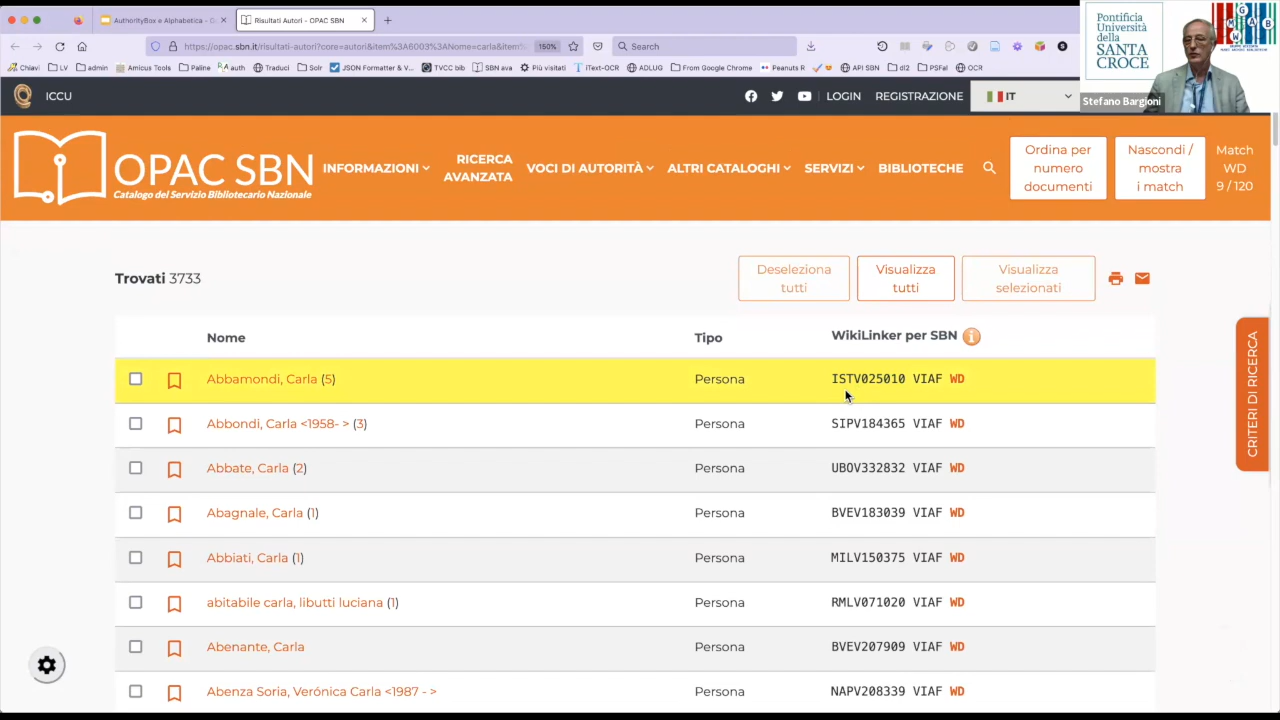 AuthorityBox e Alphabetica - G
Risultati Autori - OPAC SBN
https://opac.sbn.it/risultati-autori?core=autori&item%3A6003%3ANome=carla&item%
150%
Search
Chiavi
LV
admin
Amicus Tools
Paline
auth
Traduci
Solr
JSON Formatter & V...
TVCC bib
SBN ava
Più visitati
iText-OCR
ADLUG
From Google Chrome
Peanuts R
API SBN
dl2
PSFal
OCR
Pontificia
Università
della
SANTA
CROCE
G
A
W
B
Stefano Bargioni
ICCU
LOGIN
REGISTRAZIONE
IT
OPAC SBN
Catalogo del Servizio Bibliotecario Nazionale
INFORMAZIONI
RICERCA
AVANZATA
VOCI DI AUTORITÀ
ALTRI CATALOGHI
SERVIZI
BIBLIOTECHE
Ordina per
numero
documenti
Nascondi /
mostra
i match
Match
WD
9 / 120
Trovati 3733
Deseleziona
tutti
Visualizza
tutti
Visualizza
selezionati
Nome Tipo WikiLinker per SBN i
Abbamondi, Carla (5) Persona ISTV025010 VIAF WD
Abbondi, Carla <1958- > (3) Persona SIPV184365 VIAF WD
Abbate, Carla (2) Persona UBOV332832 VIAF WD
Abagnale, Carla (1) Persona BVEV183039 VIAF WD
Abbiati, Carla (1) Persona MILV150375 VIAF WD
abitabile carla, libutti luciana (1) Persona RMLV071020 VIAF WD
Abenante, Carla Persona BVEV207909 VIAF WD
Abenza Soria, Verónica Carla <1987 - > Persona NAPV208339 VIAF WD
CRITERI DI RICERCA